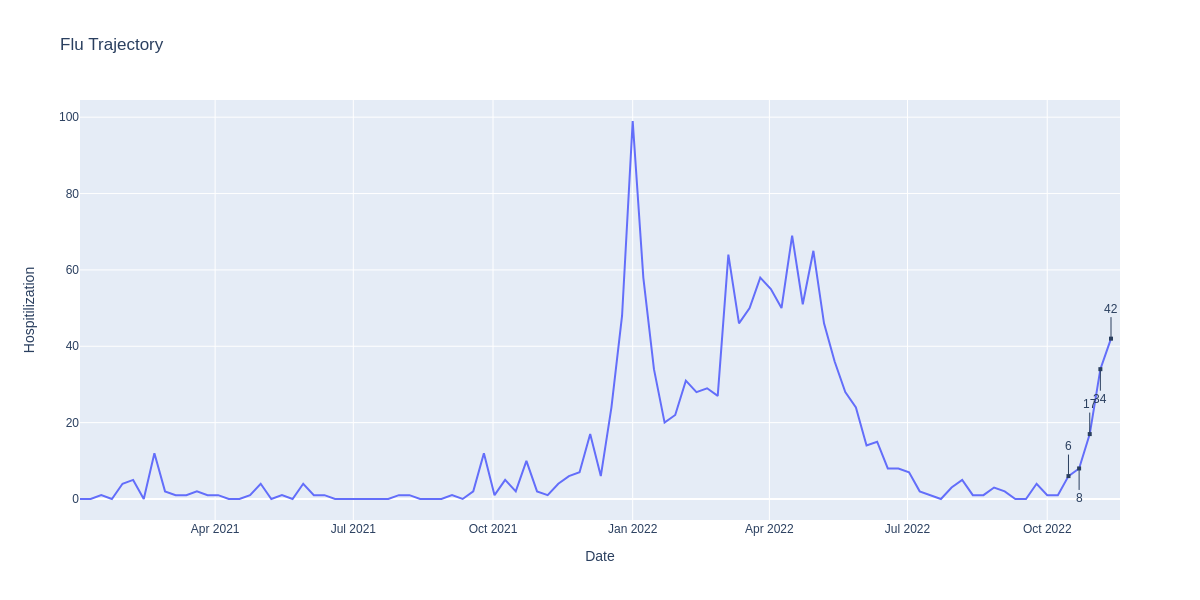 Flu Trajectory
100
80
60
40
20
0
Hospitilization
42
34
17
6
8
Apr 2021
Jul 2021
Oct 2021
Jan 2022
Apr 2022
Jul 2022
Oct 2022
Date